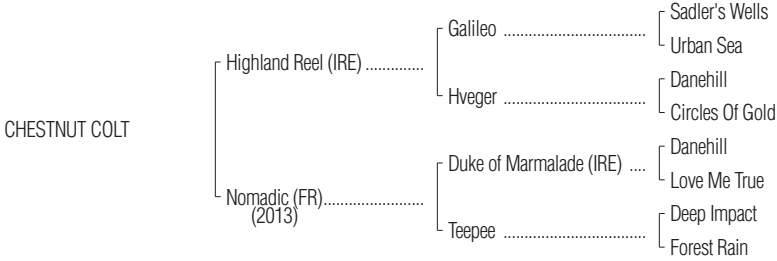 Sadler's Wells
Galileo ..................................
Urban Sea
Highland Reel (IRE) ..............
Danehill
Hveger ..................................
Circles Of Gold
CHESTNUT COLT
Danehill
Duke of Marmalade (IRE) ....
Love Me True
Nomadic (FR)........................
(2013)
Deep Impact
Teepee ..................................
Forest Rain